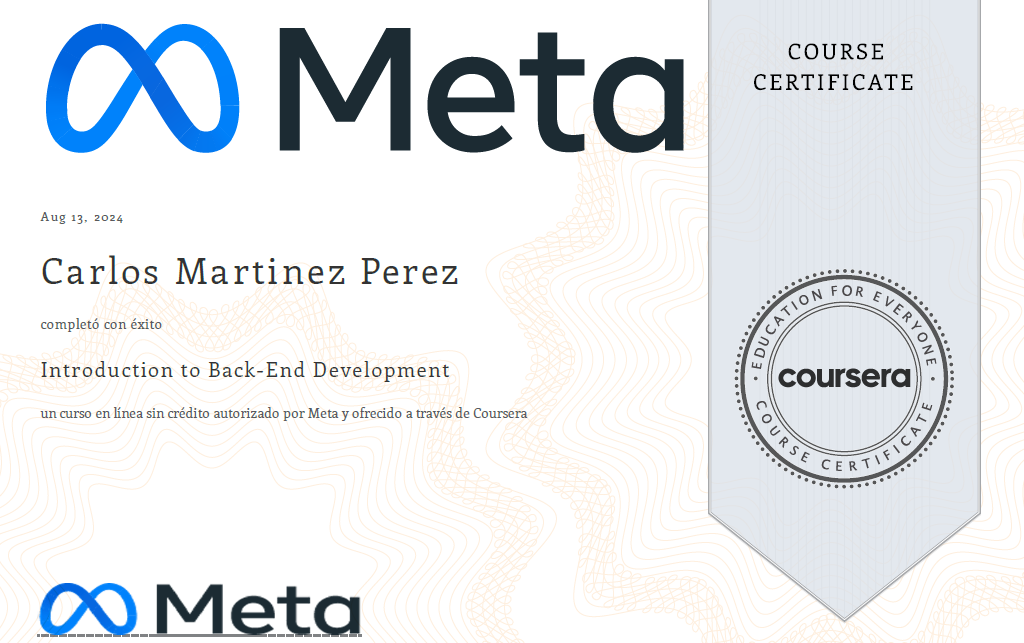 Meta
COURSE
CERTIFICATE
Aug 13, 2024
Carlos Martinez Perez
completó con éxito
Introduction to Back-End Development
un curso en línea sin crédito autorizado por Meta y ofrecido a través de Coursera
EDUCATION FOR EVERYONE
coursera
COURSE CERTIFICATE
Meta